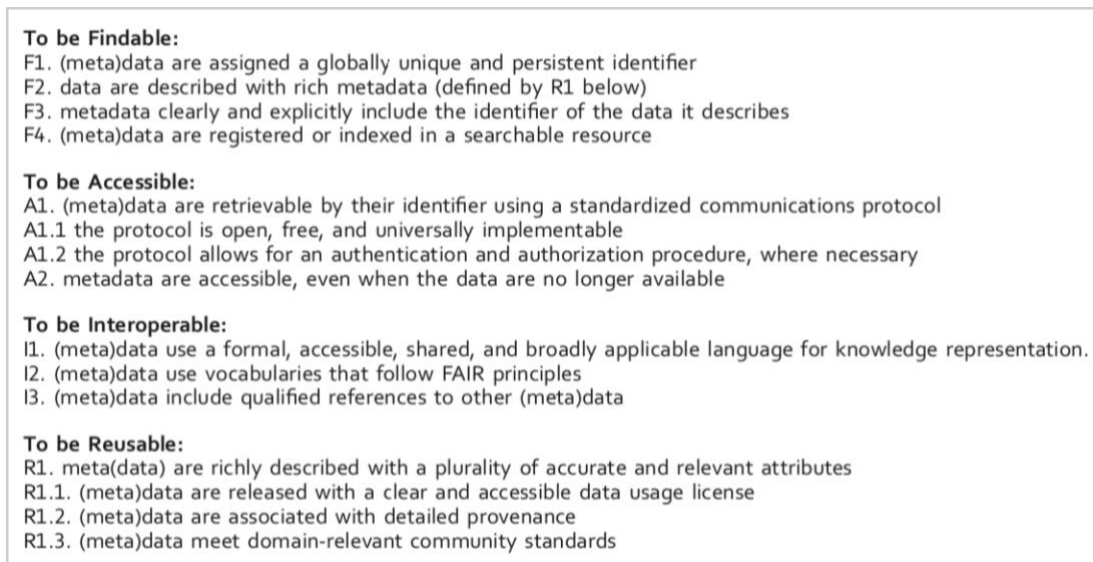 To be Findable:
F1. (meta)data are assigned a globally unique and persistent identifier
F2. data are described with rich metadata (defined by R1 below)
F3. metadata clearly and explicitly include the identifier of the data it describes
F4. (meta)data are registered or indexed in a searchable resource
To be Accessible:
A1. (meta)data are retrievable by their identifier using a standardized communications protocol
A1.1 the protocol is open, free, and universally implementable
A1.2 the protocol allows for an authentication and authorization procedure, where necessary
A2. metadata are accessible, even when the data are no longer available
To be Interoperable:
I1. (meta)data use a formal, accessible, shared, and broadly applicable language for knowledge representation.
I2. (meta)data use vocabularies that follow FAIR principles
I3. (meta)data include qualified references to other (meta)data
To be Reusable:
R1. meta(data) are richly described with a plurality of accurate and relevant attributes
R1.1. (meta)data are released with a clear and accessible data usage license
R1.2. (meta)data are associated with detailed provenance
R1.3. (meta)data meet domain-relevant community standards